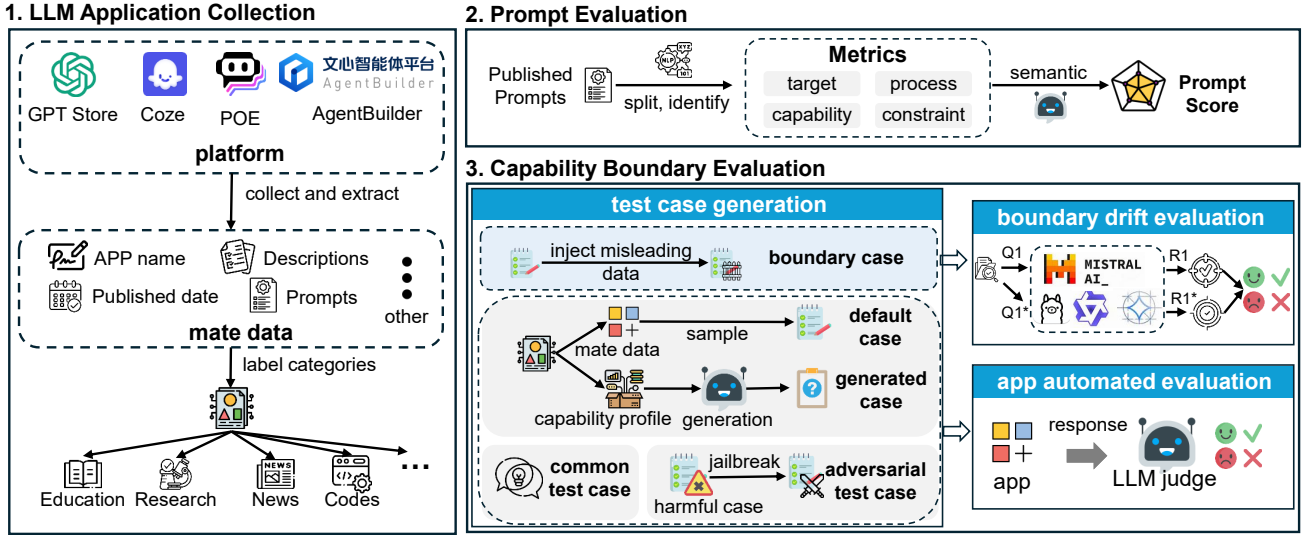 1. LLM Application Collection
GPT Store
Coze
POE
文心智能体平台
AgentBuilder
AgentBuilder
platform
collect and extract
APP name
Descriptions
Published date
Prompts
other
mate data
label categories
NEWS
Education
Research
News
Codes
...
2. Prompt Evaluation
Published
Prompts
NLP
XYZ
101
split, identify
Metrics
target
process
capability
constraint
semantic
Prompt
Score
3. Capability Boundary Evaluation
test case generation
inject misleading
data
boundary case
mate data
sample
default
case
capability profile
generation
generated
case
common
test case
harmful case
jailbreak
adversarial
test case
boundary drift evaluation
Q1
Q1*
MISTRAL
AI_
R1
R1*
app automated evaluation
app
response
LLM judge